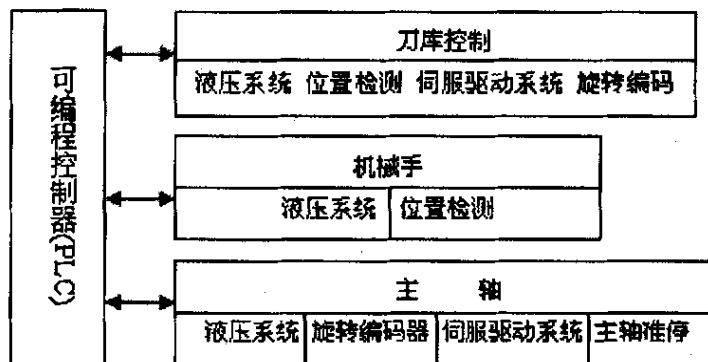 可编程控制器(PLC)
刀库控制
液压系统 位置检测 伺服驱动系统 旋转编码
机械手
液压系统 位置检测
主 轴
液压系统 旋转编码器 伺服驱动系统 主轴准停